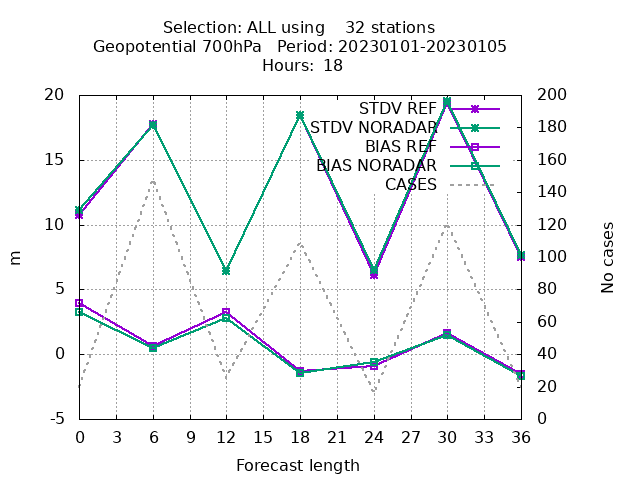 Selection: ALL using    32 stations
Geopotential 700hPa   Period: 20230101-20230105
Hours: 18
STDV REF
STDV NORADAR
BIAS REF
BIAS NORADAR
CASES
20
15
10
5
0
-5
m
200
180
160
140
120
100
80
60
40
20
0
No cases
0 3 6 9 12 15 18 21 24 27 30 33 36
Forecast length